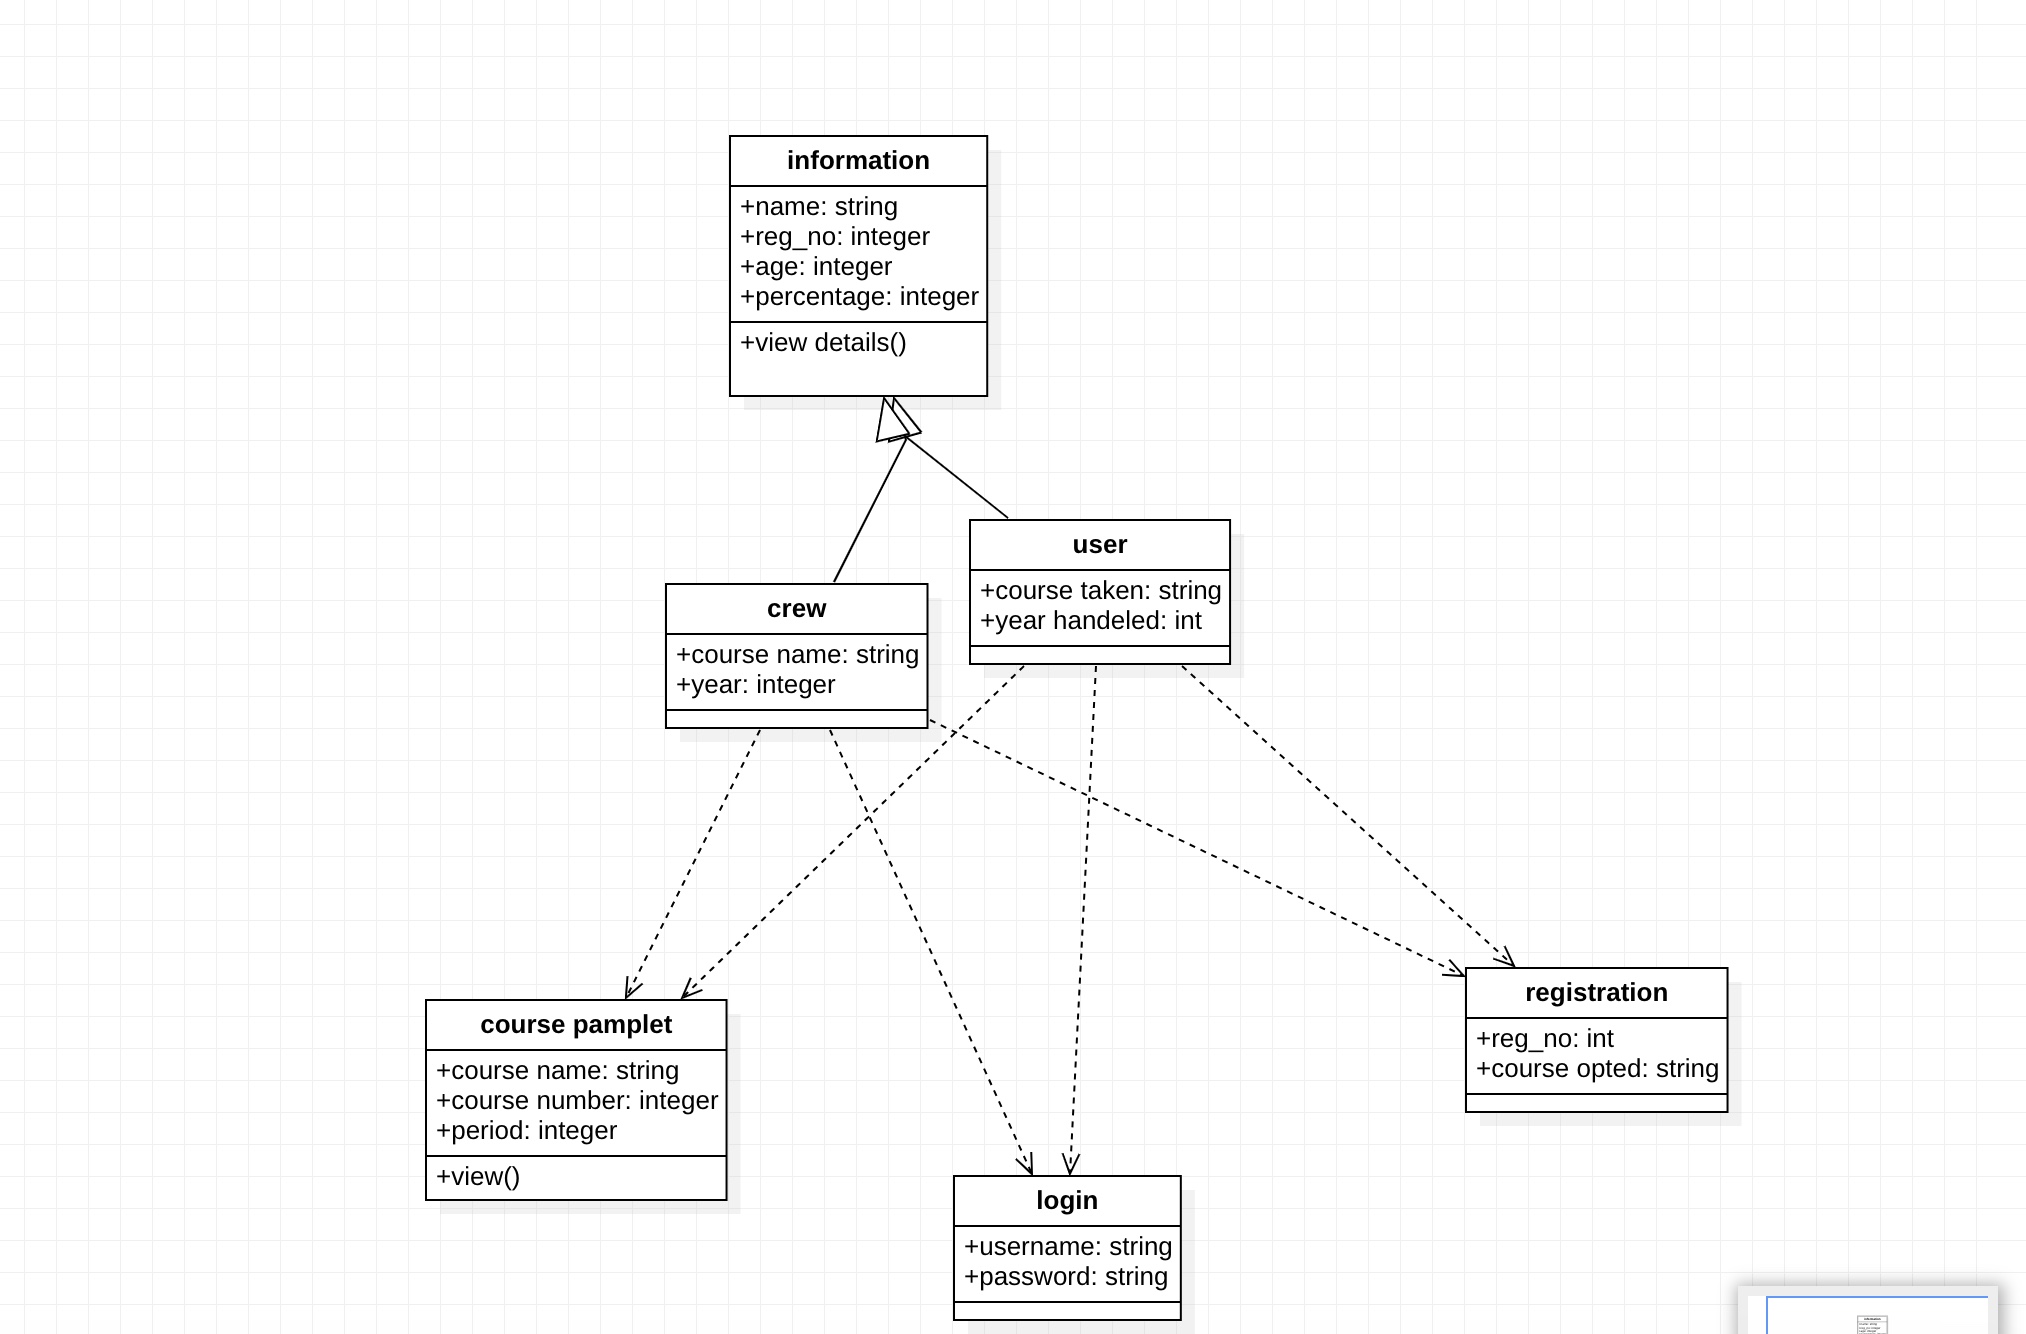 information
+name: string
+reg_no: integer
+age: integer
+percentage: integer
+view details()
user
+course taken: string
+year handeled: int
crew
+course name: string
+year: integer
registration
+reg_no: int
+course opted: string
course pamplet
+course name: string
+course number: integer
+period: integer
+view()
login
+username: string
+password: string